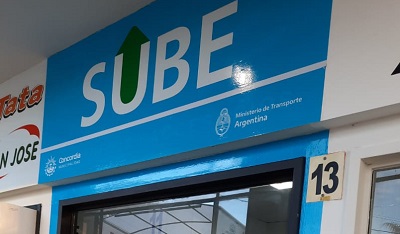 SUBE
Tata
N JOSE
Concordia
Ministerio de Transporte
Argentina
13